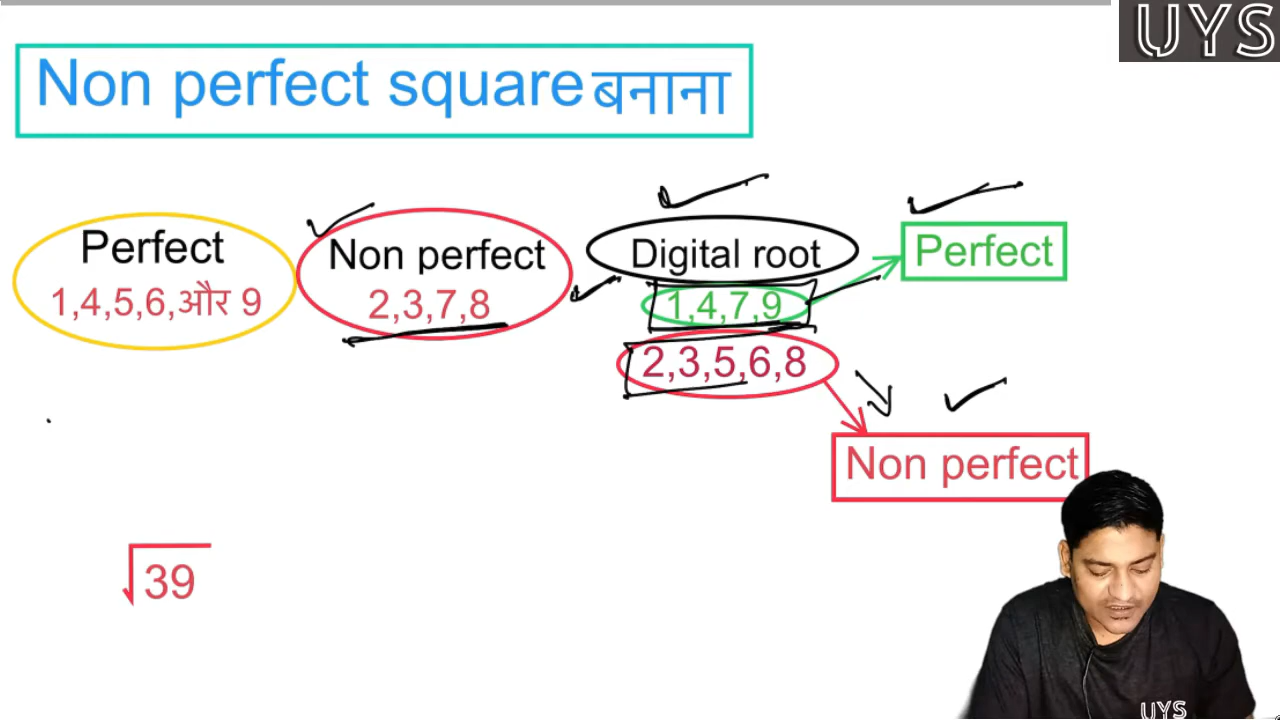 UYS
Non perfect square बनाना
Perfect
1,4,5,6,और 9
Non perfect
2,3,7,8
Digital root
1,4,7,9
2,3,5,6,8
Perfect
Non perfect
√39
UYS